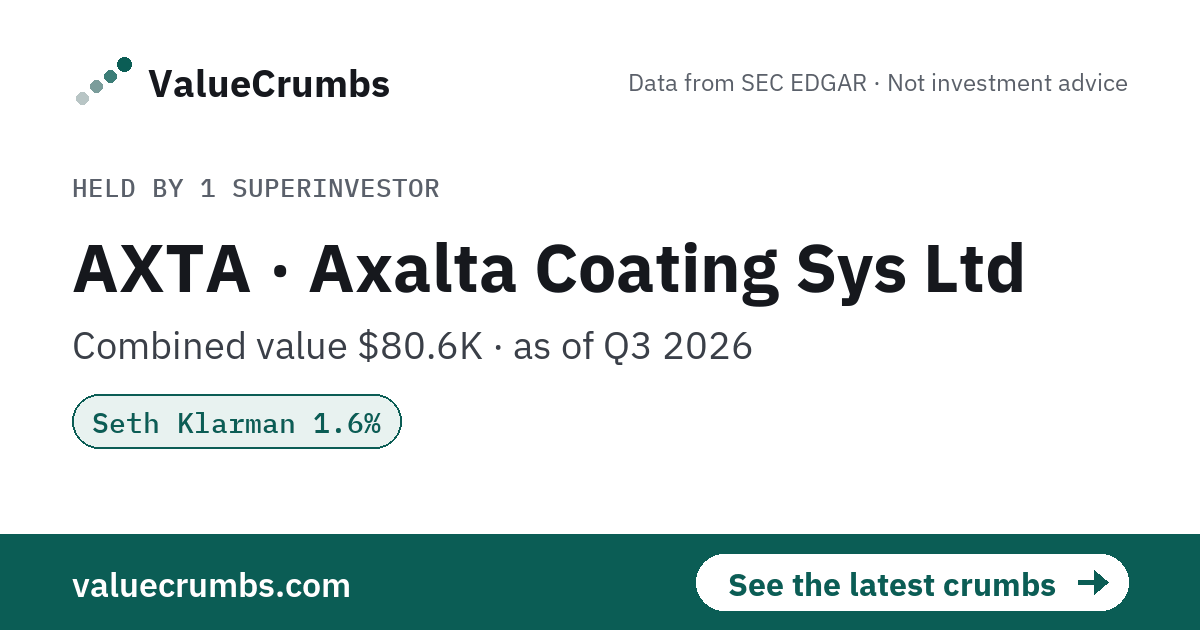 ValueCrumbs
Data from SEC EDGAR · Not investment advice
HELD BY 1 SUPERINVESTOR
AXTA · Axalta Coating Sys Ltd
Combined value $80.6K · as of Q3 2026
Seth Klarman 1.6%
valuecrumbs.com
See the latest crumbs